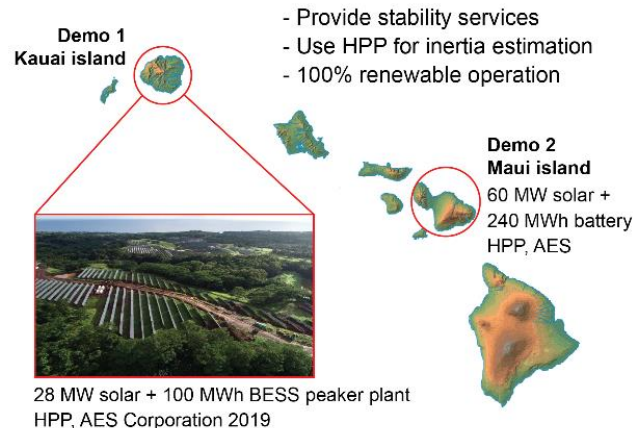 - Provide stability services
- Use HPP for inertia estimation
- 100% renewable operation
Demo 1
Kauai island
Demo 2
Maui island
60 MW solar +
240 MWh battery
HPP, AES
28 MW solar + 100 MWh BESS peaker plant
HPP, AES Corporation 2019